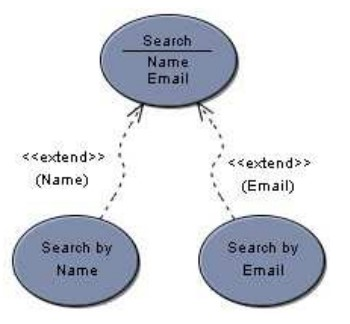 Search
Name
Email
<<extend>>
(Name)
<<extend>>
(Email)
Search by
Name
Search by
Email